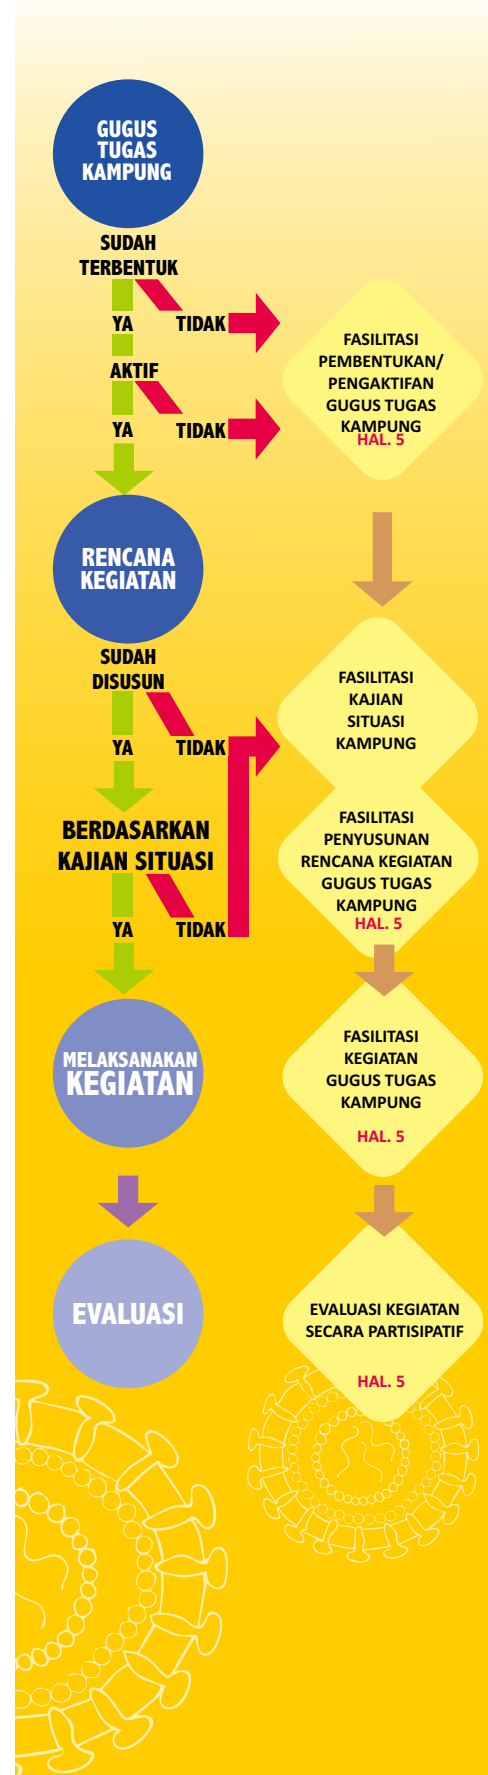 GUGUS
TUGAS
KAMPUNG
SUDAH
TERBENTUK
YA
TIDAK
AKTIF
YA
TIDAK
FASILITASI
PEMBENTUKAN/
PENGAKTIFAN
GUGUS TUGAS
KAMPUNG
HAL. 5
RENCANA
KEGIATAN
SUDAH
DISUSUN
YA
TIDAK
FASILITASI
KAJIAN
SITUASI
KAMPUNG
BERDASARKAN
KAJIAN SITUASI
YA
TIDAK
FASILITASI
PENYUSUNAN
RENCANA KEGIATAN
GUGUS TUGAS
KAMPUNG
HAL. 5
MELAKSANAKAN
KEGIATAN
FASILITASI
KEGIATAN
GUGUS TUGAS
KAMPUNG
HAL. 5
EVALUASI
EVALUASI KEGIATAN
SECARA PARTISIPATIF
HAL. 5